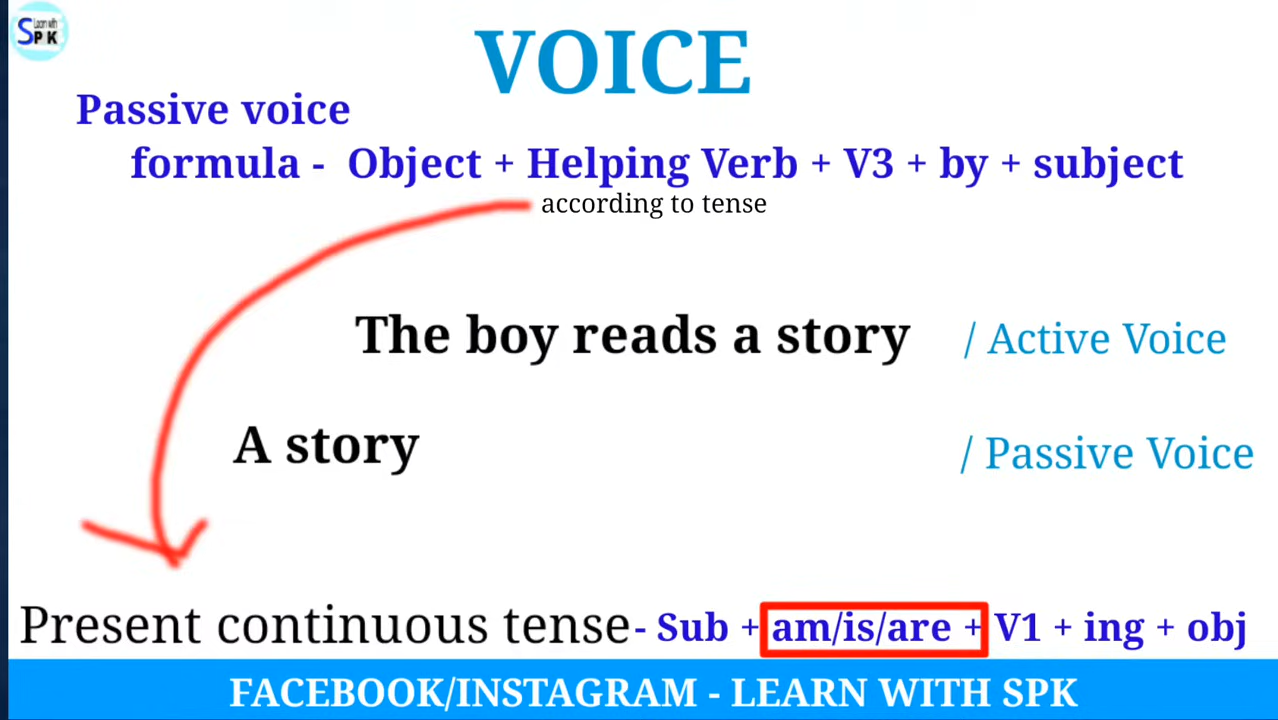 Learn with
SPK
VOICE
Passive voice
formula - Object + Helping Verb + V3 + by + subject
according to tense
The boy reads a story / Active Voice
A story / Passive Voice
Present continuous tense- Sub + am/is/are + V1 + ing + obj
FACEBOOK/INSTAGRAM - LEARN WITH SPK